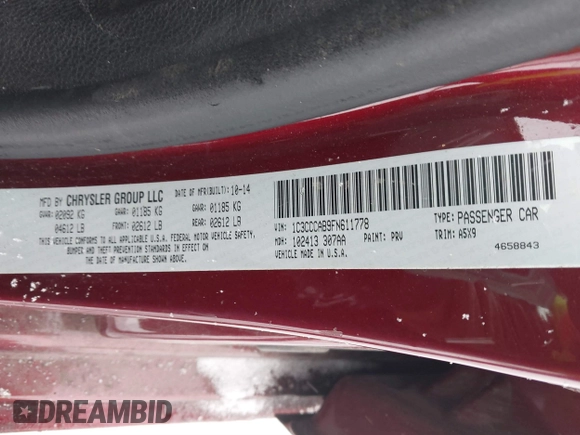 MFD BY CHRYSLER GROUP LLC
DATE OF MFR(BUILT): 10-14
GVWR: 02092 KG
GAWR: 01185 KG
GAWR: 01185 KG
04612 LB
FRONT: 02612 LB
REAR: 02612 LB
THIS VEHICLE CONFORMS TO ALL APPLICABLE FEDERAL MOTOR VEHICLE SAFETY,
BUMPER, AND THEFT PREVENTION STANDARDS IN EFFECT ON
THE DATE OF MANUFACTURE SHOWN ABOVE.
VIN: 1C3CCCAB9FN611778
TYPE: PASSENGER CAR
MDH: 102413 307AA
PAINT: PRV
TRIM: A5X9
VEHICLE MADE IN U.S.A.
4658843
DREAMBID